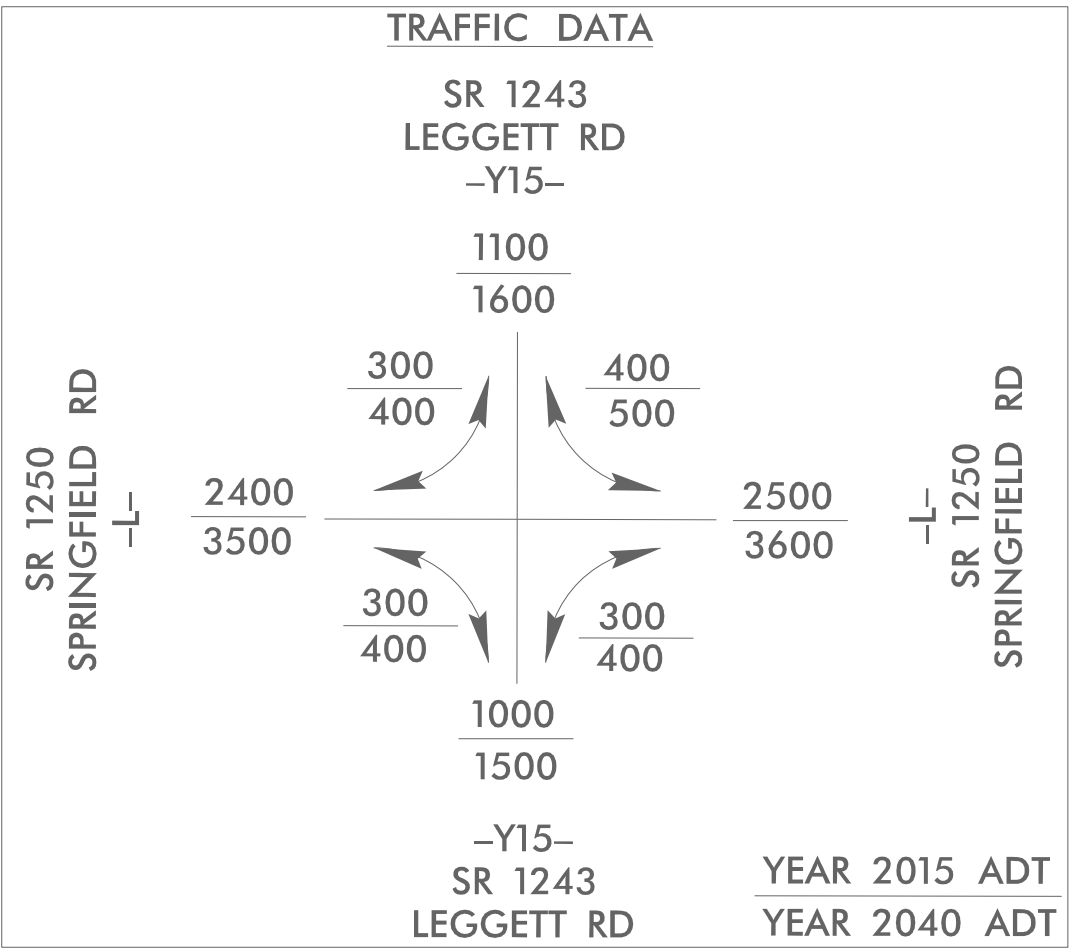 TRAFFIC DATA
SR 1243
LEGGETT RD
–Y15–
1100
1600
300
400
400
500
SR 1250
SPRINGFIELD RD
–L–
2400
3500
2500
3600
–L–
SR 1250
SPRINGFIELD RD
300
400
300
400
1000
1500
–Y15–
SR 1243
LEGGETT RD
YEAR 2015 ADT
YEAR 2040 ADT